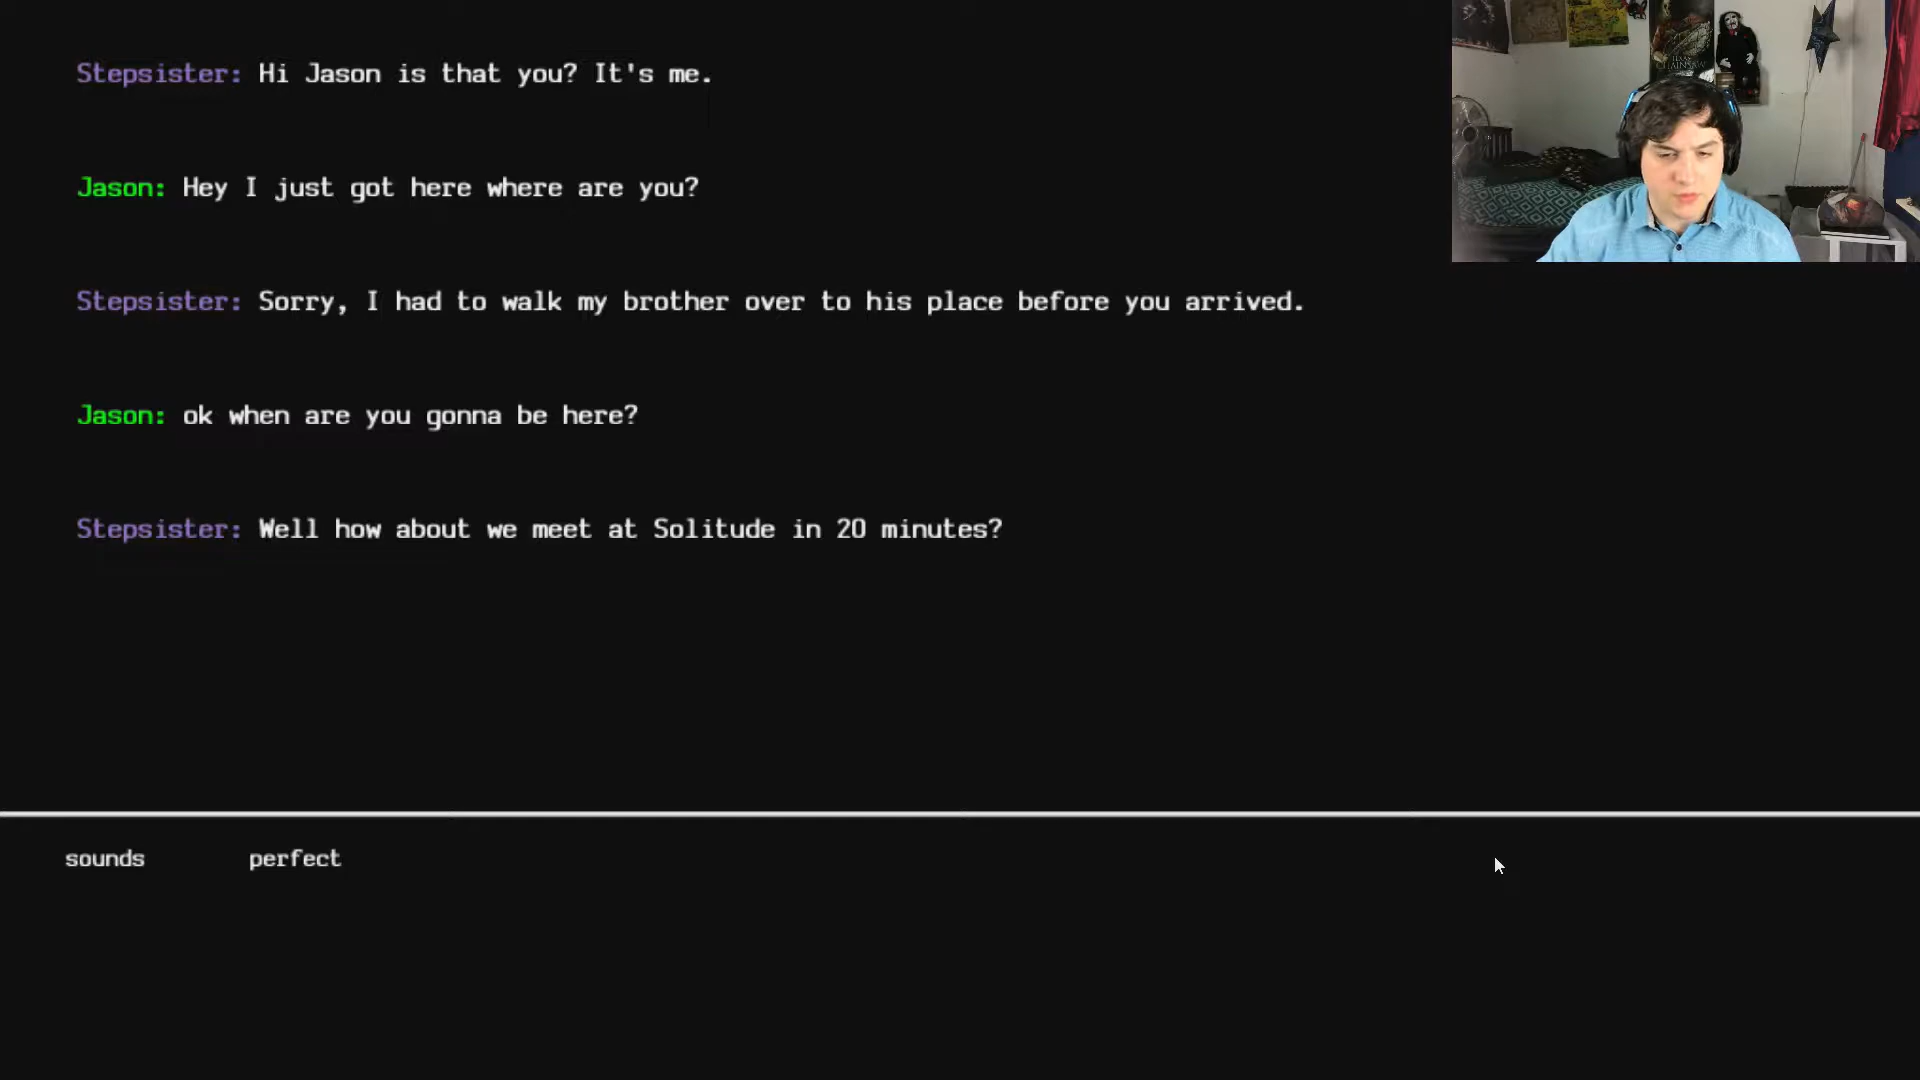 Stepsister: Hi Jason is that you? It's me.
Jason: Hey I just got here where are you?
Stepsister: Sorry, I had to walk my brother over to his place before you arrived.
Jason: ok when are you gonna be here?
Stepsister: Well how about we meet at Solitude in 20 minutes?
sounds perfect